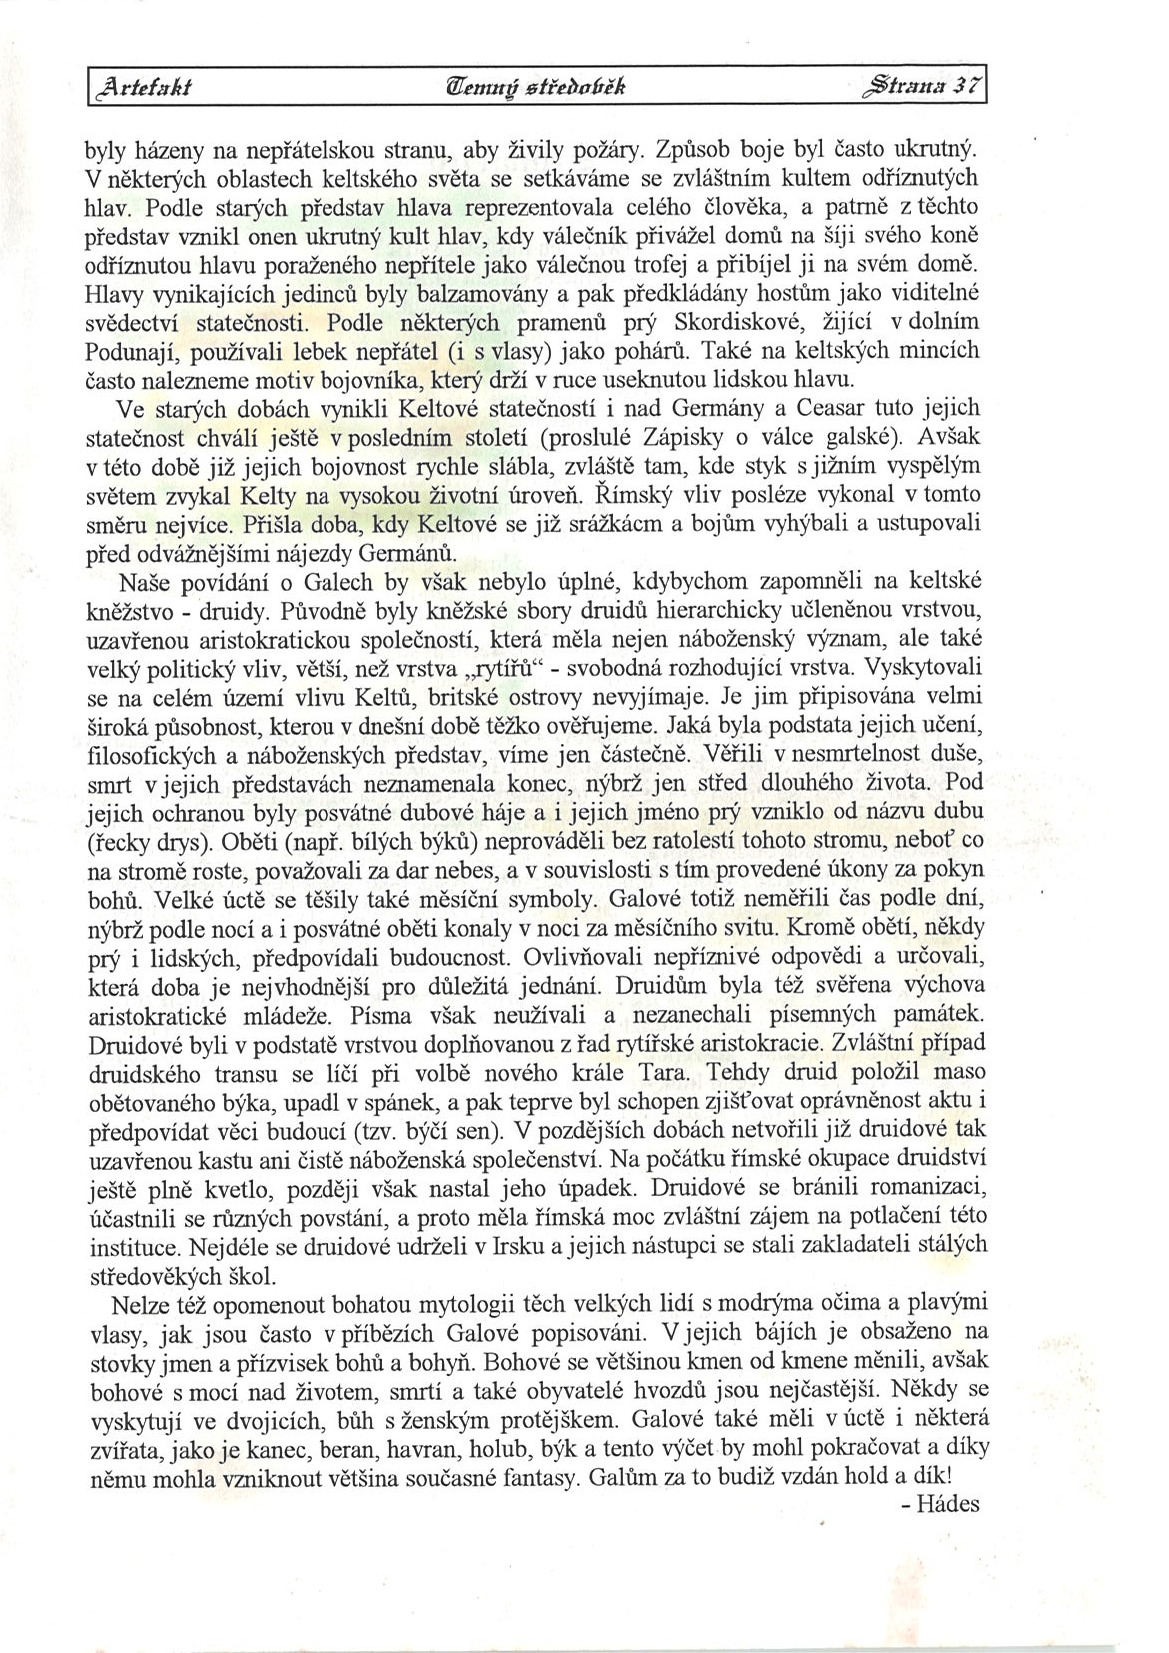 Artefakt Temný středověk Strana 37
byly házeny na nepřátelskou stranu, aby živily požáry. Způsob boje byl často ukrutný.
V některých oblastech keltského světa se setkáváme se zvláštním kultem odříznutých
hlav. Podle starých představ hlava reprezentovala celého člověka, a patrně z těchto
představ vznikl onen ukrutný kult hlav, kdy válečník přivážel domů na šíji svého koně
odříznutou hlavu poraženého nepřítele jako válečnou trofej a přibíjel ji na svém domě.
Hlavy vynikajících jedinců byly balzamovány a pak předkládány hostům jako viditelné
svědectví statečnosti. Podle některých pramenů prý Skordiskové, žijící v dolním
Podunají, používali lebek nepřátel (i s vlasy) jako pohárů. Také na keltských mincích
často nalezneme motiv bojovníka, který drží v ruce useknutou lidskou hlavu.
Ve starých dobách vynikli Keltové statečností i nad Germány a Ceasar tuto jejich
statečnost chválí ještě v posledním století (proslulé Zápisky o válce galské). Avšak
v této době již jejich bojovnost rychle slábla, zvláště tam, kde styk s jižním vyspělým
světem zvykal Kelty na vysokou životní úroveň. Římský vliv posléze vykonal v tomto
směru nejvíce. Přišla doba, kdy Keltové se již srážkácm a bojům vyhýbali a ustupovali
před odvážnějšími nájezdy Germánů.
Naše povídání o Galech by však nebylo úplné, kdybychom zapomněli na keltské
kněžstvo - druidy. Původně byly kněžské sbory druidů hierarchicky učleněnou vrstvou,
uzavřenou aristokratickou společností, která měla nejen náboženský význam, ale také
velký politický vliv, větší, než vrstva „rytířů“ - svobodná rozhodující vrstva. Vyskytovali
se na celém území vlivu Keltů, britské ostrovy nevyjímaje. Je jim připisována velmi
široká působnost, kterou v dnešní době těžko ověřujeme. Jaká byla podstata jejich učení,
filosofických a náboženských představ, víme jen částečně. Věřili v nesmrtelnost duše,
smrt v jejich představách neznamenala konec, nýbrž jen střed dlouhého života. Pod
jejich ochranou byly posvátné dubové háje a i jejich jméno prý vzniklo od názvu dubu
(řecky drys). Oběti (např. bílých býků) neprováděli bez ratolestí tohoto stromu, neboť co
na stromě roste, považovali za dar nebes, a v souvislosti s tím provedené úkony za pokyn
bohů. Velké úctě se těšily také měsíční symboly. Galové totiž neměřili čas podle dní,
nýbrž podle nocí a i posvátné oběti konaly v noci za měsíčního svitu. Kromě obětí, někdy
prý i lidských, předpovídali budoucnost. Ovlivňovali nepříznivé odpovědi a určovali,
která doba je nejvhodnější pro důležitá jednání. Druidům byla též svěřena výchova
aristokratické mládeže. Písma však neužívali a nezanechali písemných památek.
Druidové byli v podstatě vrstvou doplňovanou z řad rytířské aristokracie. Zvláštní případ
druidského transu se líčí při volbě nového krále Tara. Tehdy druid položil maso
obětovaného býka, upadl v spánek, a pak teprve byl schopen zjišťovat oprávněnost aktu i
předpovídat věci budoucí (tzv. býčí sen). V pozdějších dobách netvořili již druidové tak
uzavřenou kastu ani čistě náboženská společenství. Na počátku římské okupace druidství
ještě plně kvetlo, později však nastal jeho úpadek. Druidové se bránili romanizaci,
účastnili se různých povstání, a proto měla římská moc zvláštní zájem na potlačení této
instituce. Nejdéle se druidové udrželi v Irsku a jejich nástupci se stali zakladateli stálých
středověkých škol.
Nelze též opomenout bohatou mytologii těch velkých lidí s modrýma očima a plavými
vlasy, jak jsou často v příbězích Galové popisováni. V jejich bájích je obsaženo na
stovky jmen a přízvisek bohů a bohyň. Bohové se většinou kmen od kmene měnili, avšak
bohové s mocí nad životem, smrtí a také obyvatelé hvozdů jsou nejčastější. Někdy se
vyskytují ve dvojicích, bůh s ženským protějškem. Galové také měli v úctě i některá
zvířata, jako je kanec, beran, havran, holub, býk a tento výčet by mohl pokračovat a díky
němu mohla vzniknout většina současné fantasy. Galům za to budiž vzdán hold a dík!
- Hádes